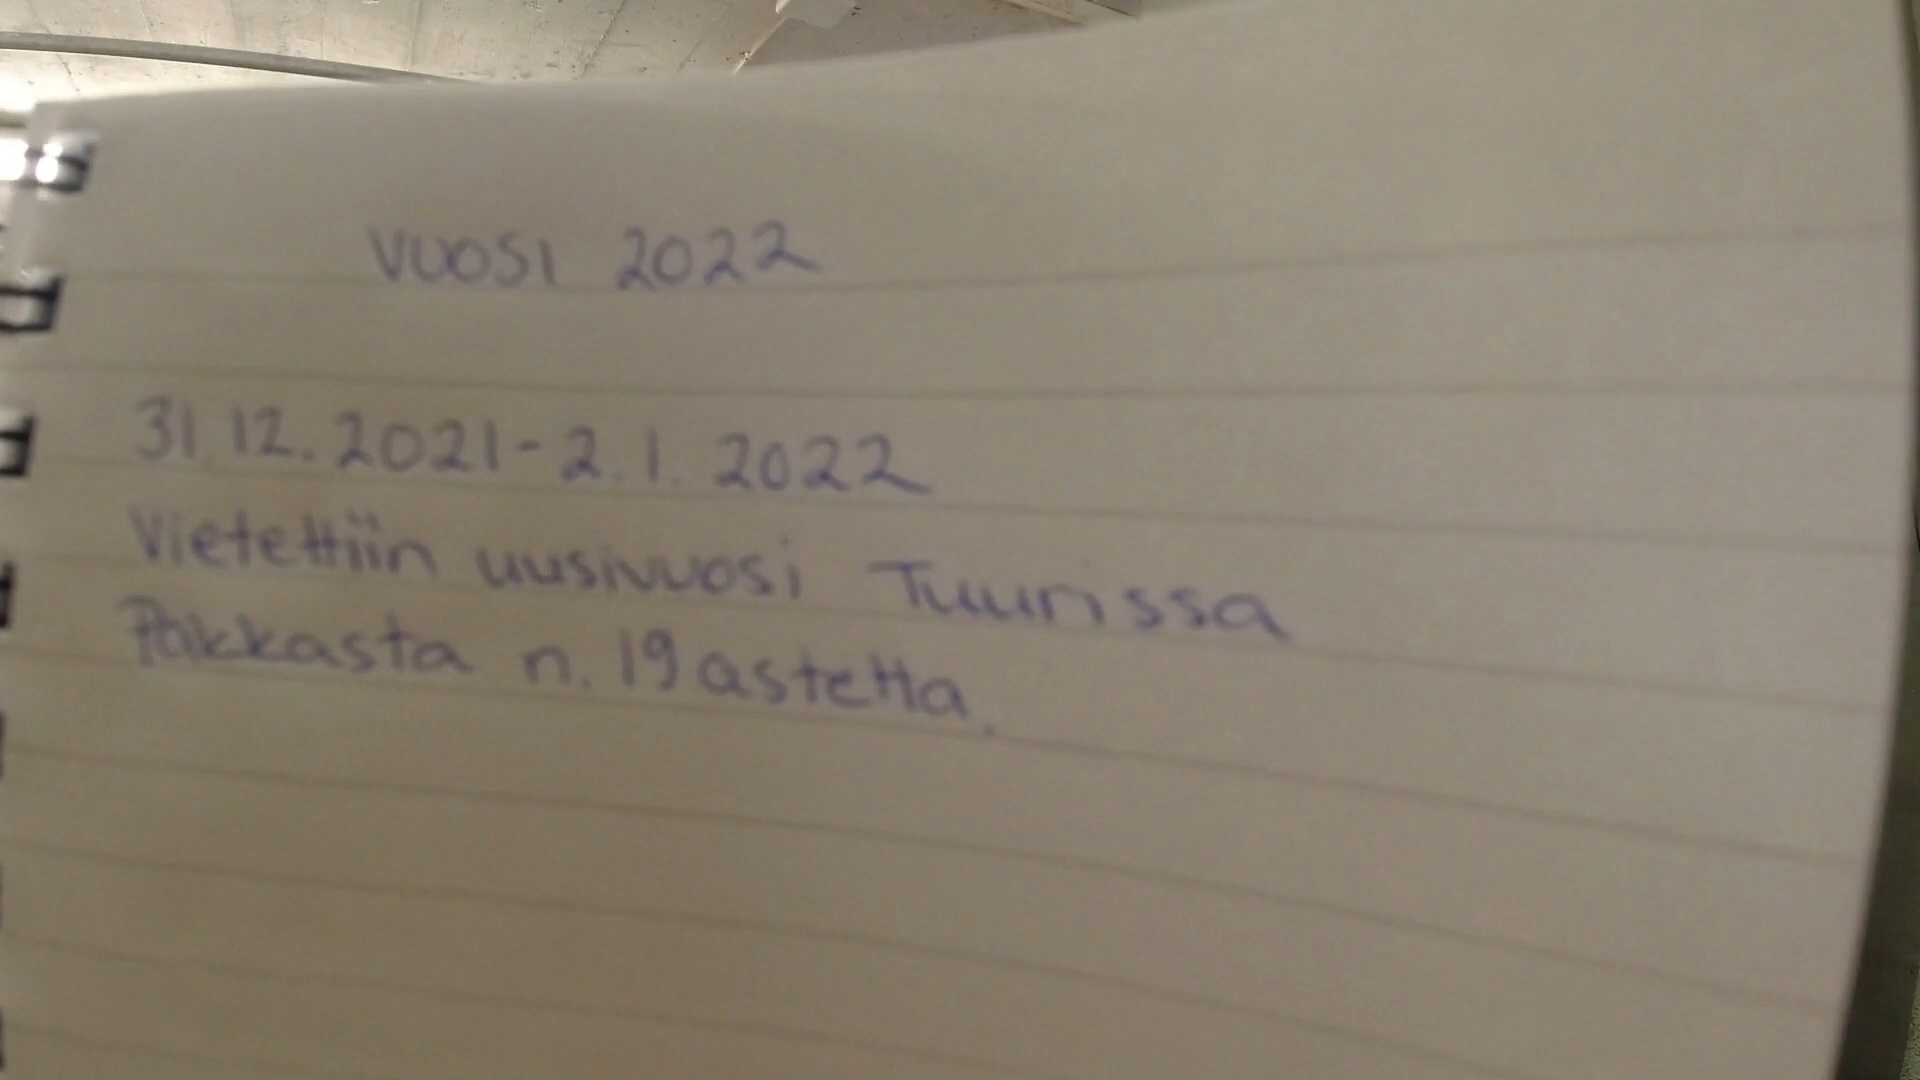 VUOSI 2022
31.12.2021-2.1.2022
Vietettiin uusivuosi Tuurissa
Pakkasta n. 19 astetta.